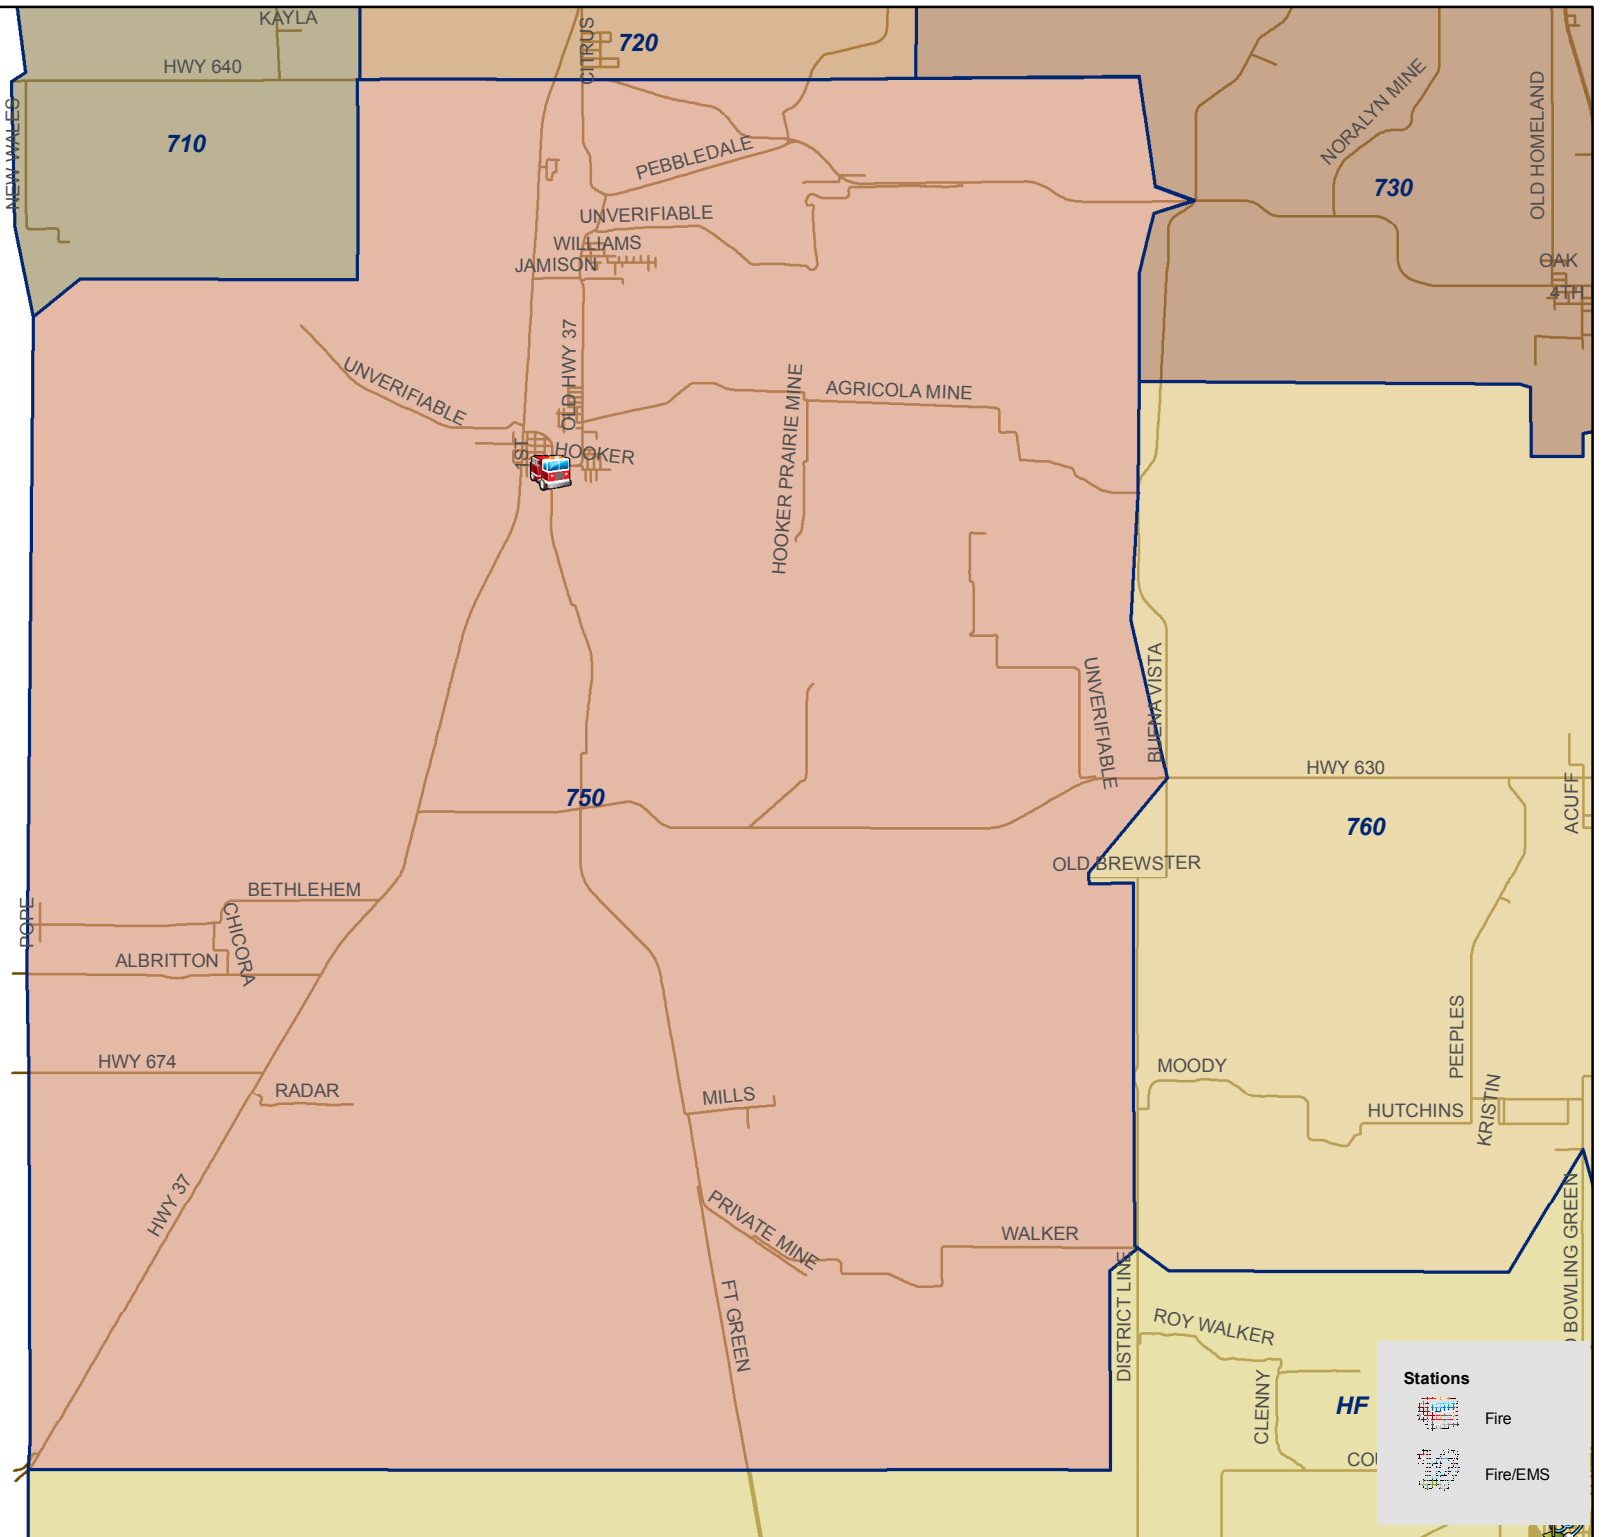 KAYLA
CITRUS
720
HWY 640
NEW WALES
710
PEBBLEDALE
NORALYN MINE
730
OLD HOMELAND
UNVERIFIABLE
WILLIAMS
JAMISON
OAK
4TH
OLD HWY 37
UNVERIFIABLE
HOOKER PRAIRIE MINE
AGRICOLA MINE
1ST
HOOKER
UNVERIFIABLE
BUENA VISTA
HWY 630
ACUFF
750
760
OLD BREWSTER
BETHLEHEM
POPE
CHICORA
ALBRITTON
PEEPLES
HWY 674
RADAR
MILLS
MOODY
HUTCHINS
KRISTIN
HWY 37
PRIVATE MINE
WALKER
DISTRICT LINE
BOWLING GREEN
FT GREEN
ROY WALKER
CLENNY
HF
Stations
Fire
Fire/EMS